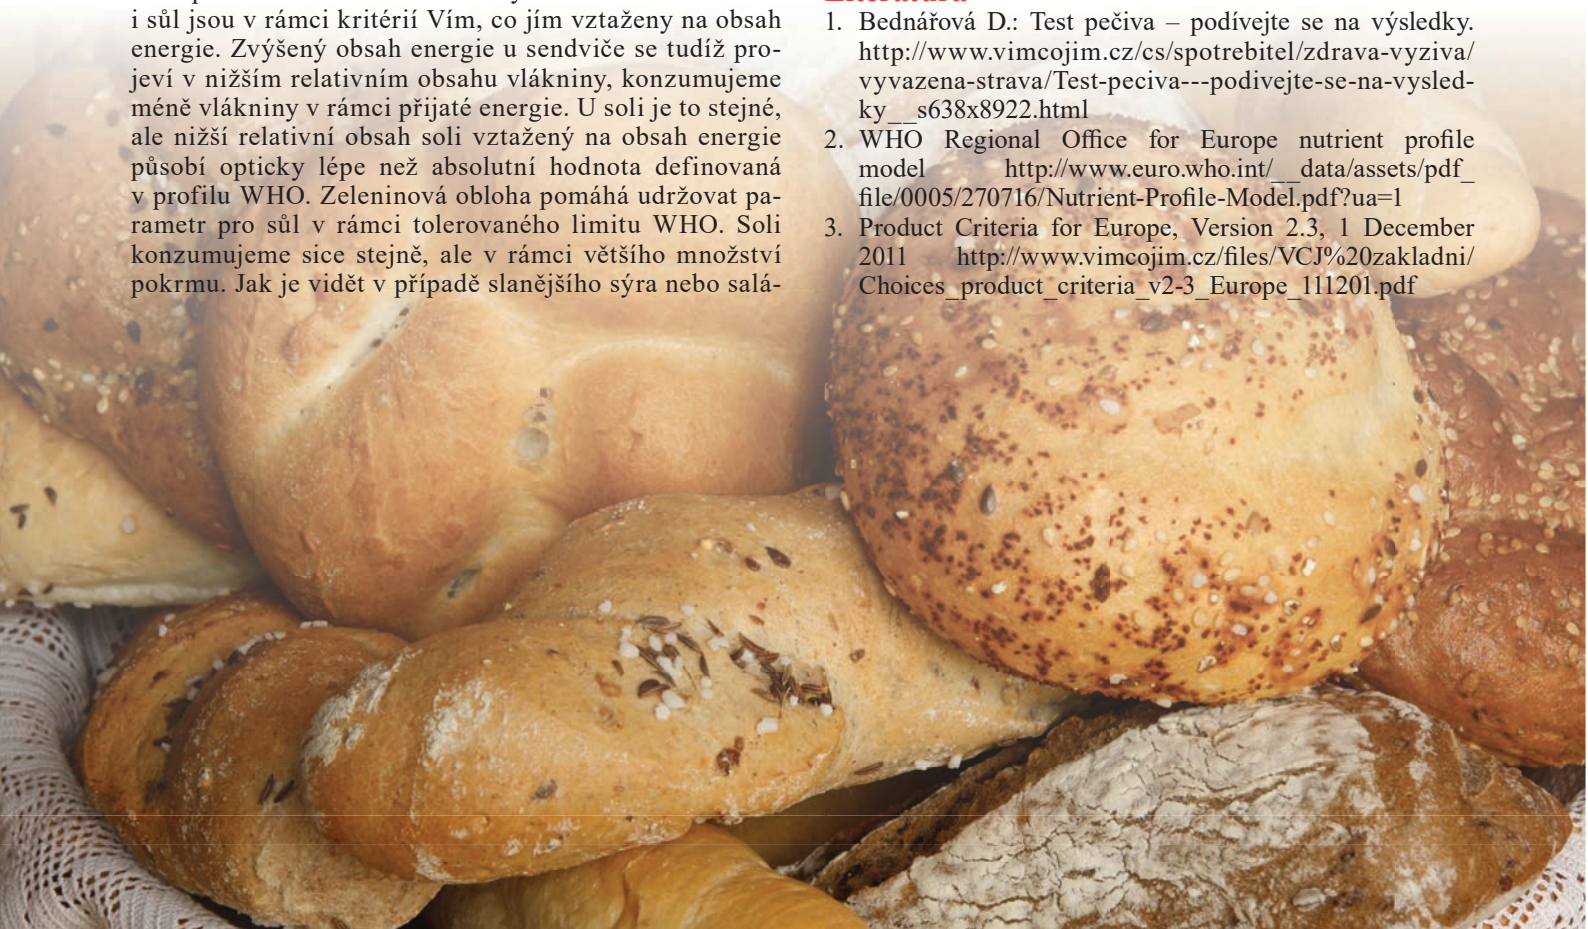 i sůl jsou v rámci kritérií Vím, co jím vztaženy na obsah
energie. Zvýšený obsah energie u sendviče se tudíž pro-
jeví v nižším relativním obsahu vlákniny, konzumujeme
méně vlákniny v rámci přijaté energie. U soli je to stejné,
ale nižší relativní obsah soli vztažený na obsah energie
působí opticky lépe než absolutní hodnota definovaná
v profilu WHO. Zeleninová obloha pomáhá udržovat pa-
rametr pro sůl v rámci tolerovaného limitu WHO. Soli
konzumujeme sice stejně, ale v rámci většího množství
pokrmu. Jak je vidět v případě slanějšího sýra nebo salá-
1. Bednářová D.: Test pečiva – podívejte se na výsledky.
http://www.vimcojim.cz/cs/spotrebitel/zdrava-vyziva/
vyvazena-strava/Test-peciva---podivejte-se-na-vysled-
ky__s638x8922.html
2. WHO Regional Office for Europe nutrient profile
model http://www.euro.who.int/__data/assets/pdf_
file/0005/270716/Nutrient-Profile-Model.pdf?ua=1
3. Product Criteria for Europe, Version 2.3, 1 December
2011 http://www.vimcojim.cz/files/VCJ%20zakladni/
Choices_product_criteria_v2-3_Europe_111201.pdf